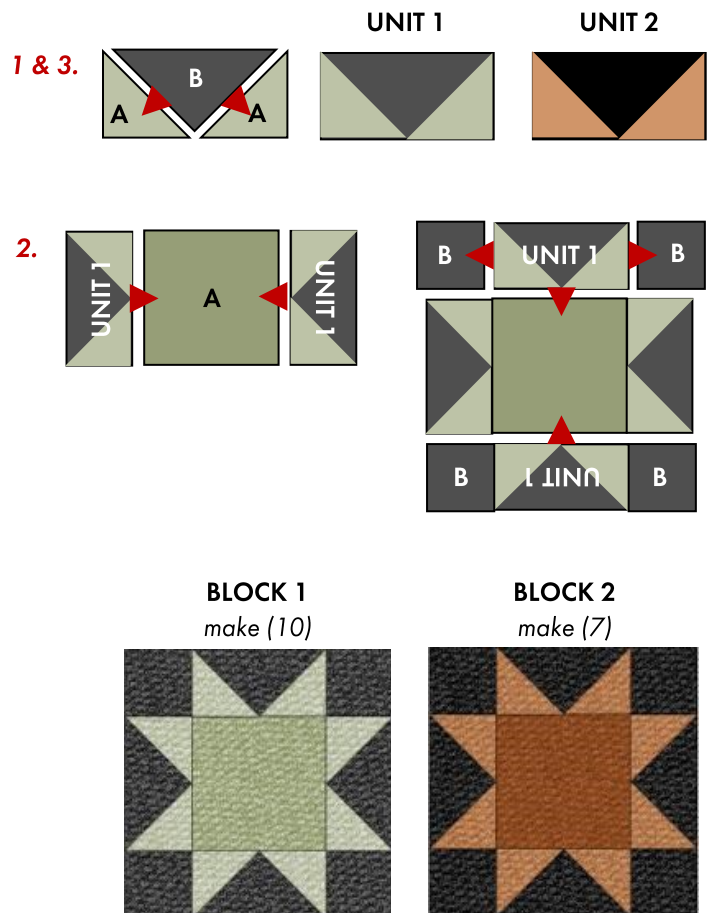 UNIT 1
UNIT 2
1 & 3.
B
A
A
2.
UNIT 1
A
UNIT 1
B
UNIT 1
B
B
UNIT 1
B
BLOCK 1
make (10)
BLOCK 2
make (7)